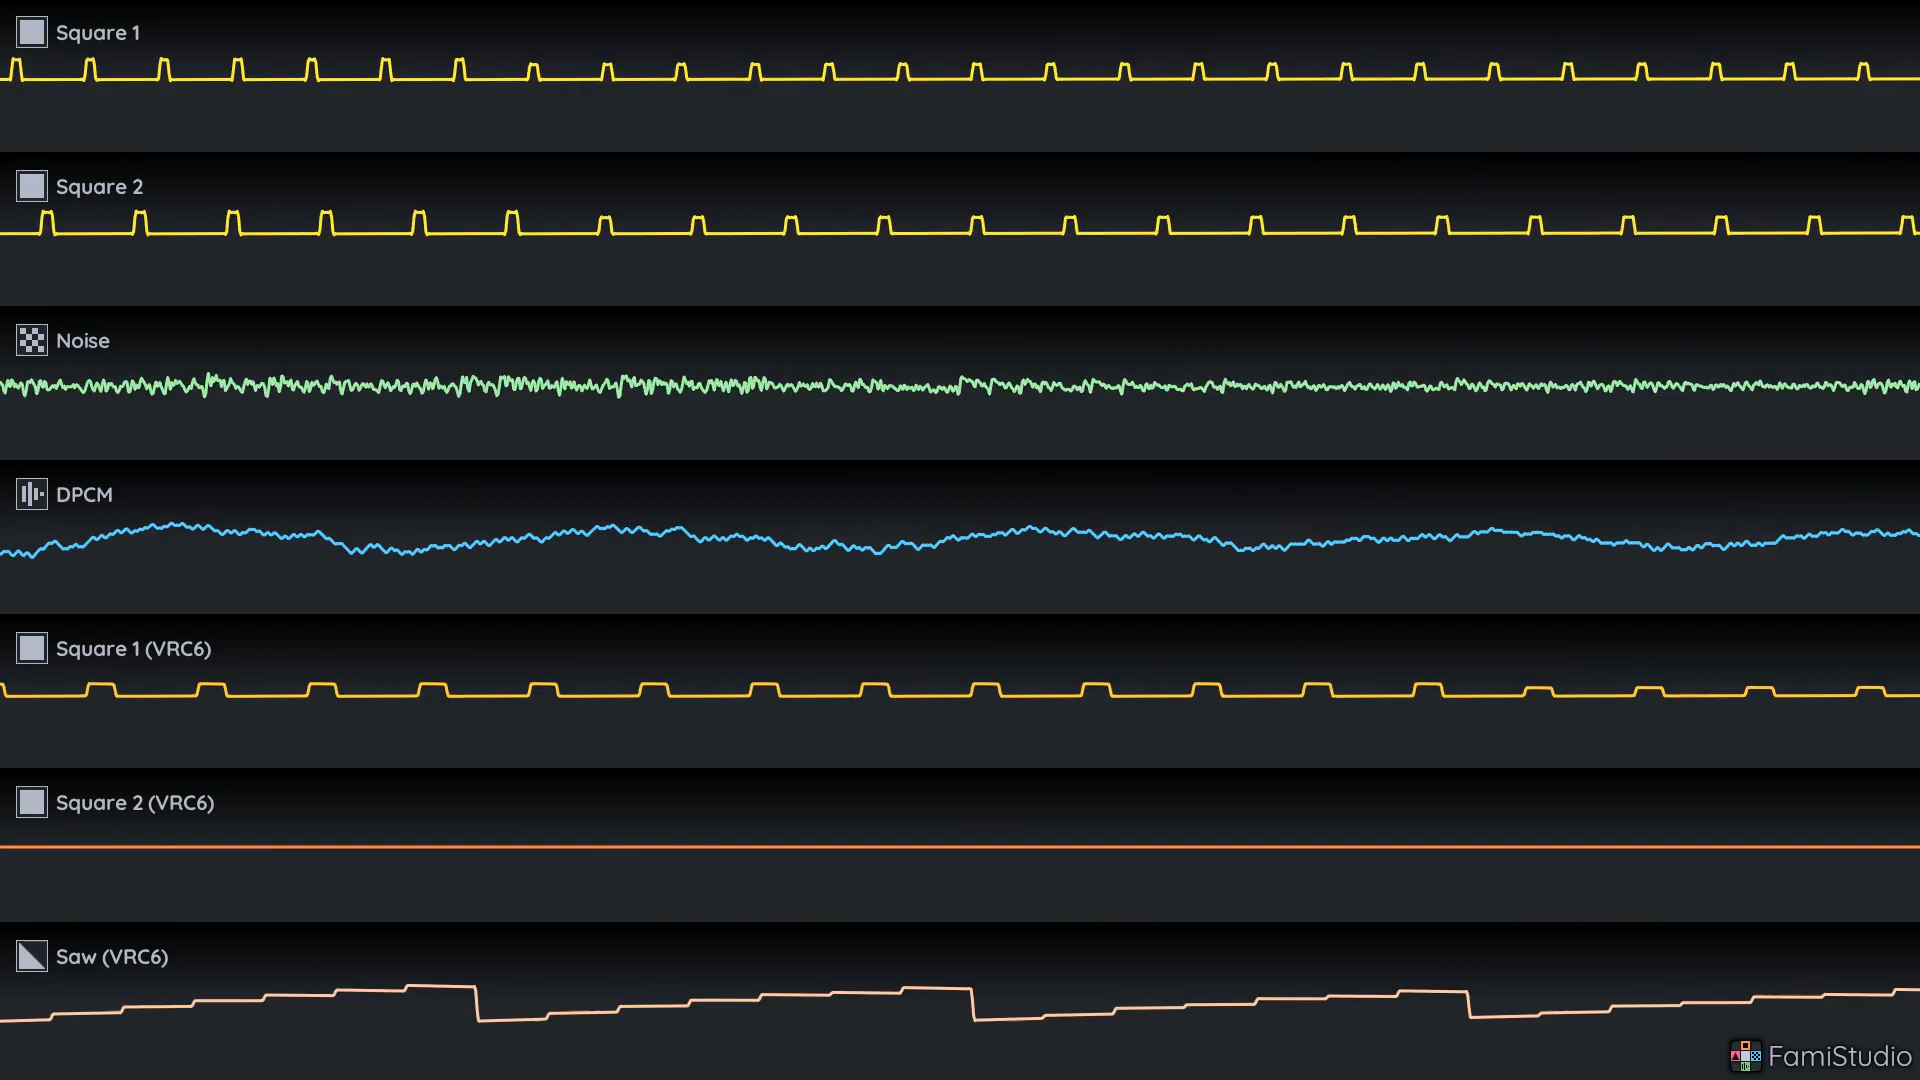 Square 1
Square 2
Noise
DPCM
Square 1 (VRC6)
Square 2 (VRC6)
Saw (VRC6)
FamiStudio